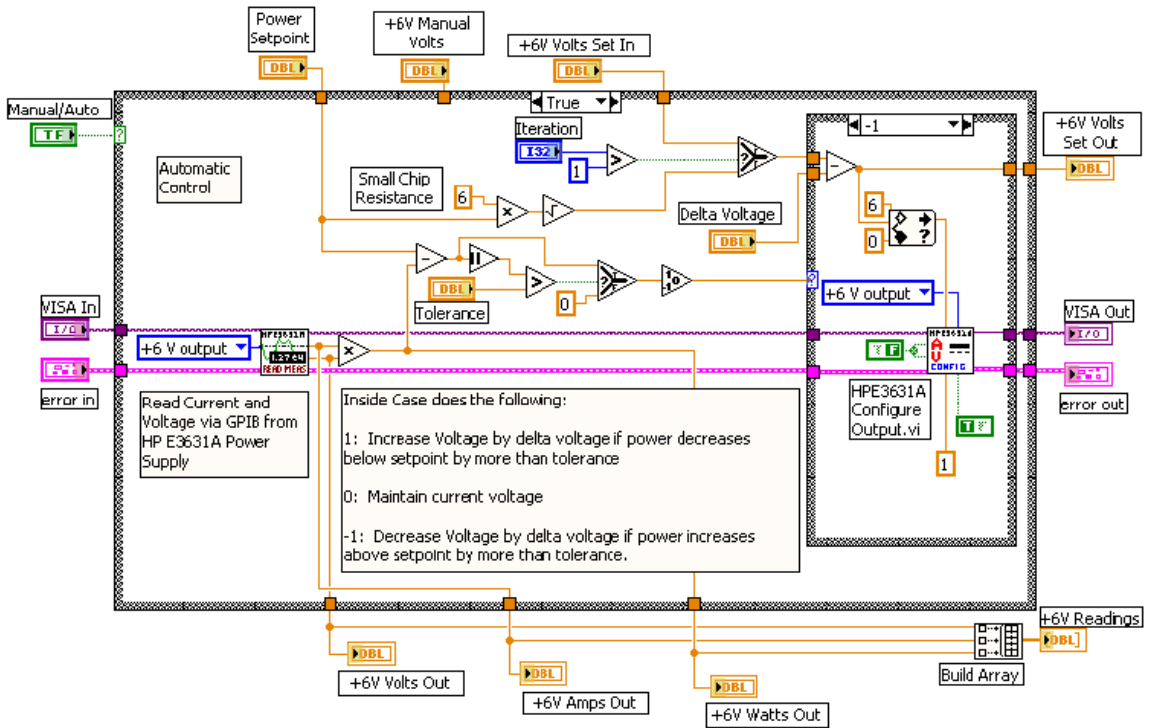 Power
Setpoint
+6V Manual
Volts
+6V Volts Set In
DBL
DBL
DBL
Manual/Auto
TF
?
True
Iteration
I32
1
>
?
-1
+6V Volts
Set Out
DBL
Automatic
Control
Small Chip
Resistance
6
×
√
Delta Voltage
DBL
−
6
0
?
−
>
?
0
1
0
-1
?
DBL
Tolerance
+6 V output
VISA In
I/O
+6 V output
HPE3631A
READ MEAS
×
HPE3631A
A
V
CONFIG
F
VISA Out
I/O
error in
error out
HPE3631A
Configure
Output.vi
T
1
Read Current and
Voltage via GPIB from
HP E3631A Power
Supply
Inside Case does the following:
1: Increase Voltage by delta voltage if power decreases
below setpoint by more than tolerance
0: Maintain current voltage
-1: Decrease Voltage by delta voltage if power increases
above setpoint by more than tolerance.
+6V Readings
DBL]
Build Array
DBL
+6V Volts Out
DBL
+6V Amps Out
DBL
+6V Watts Out